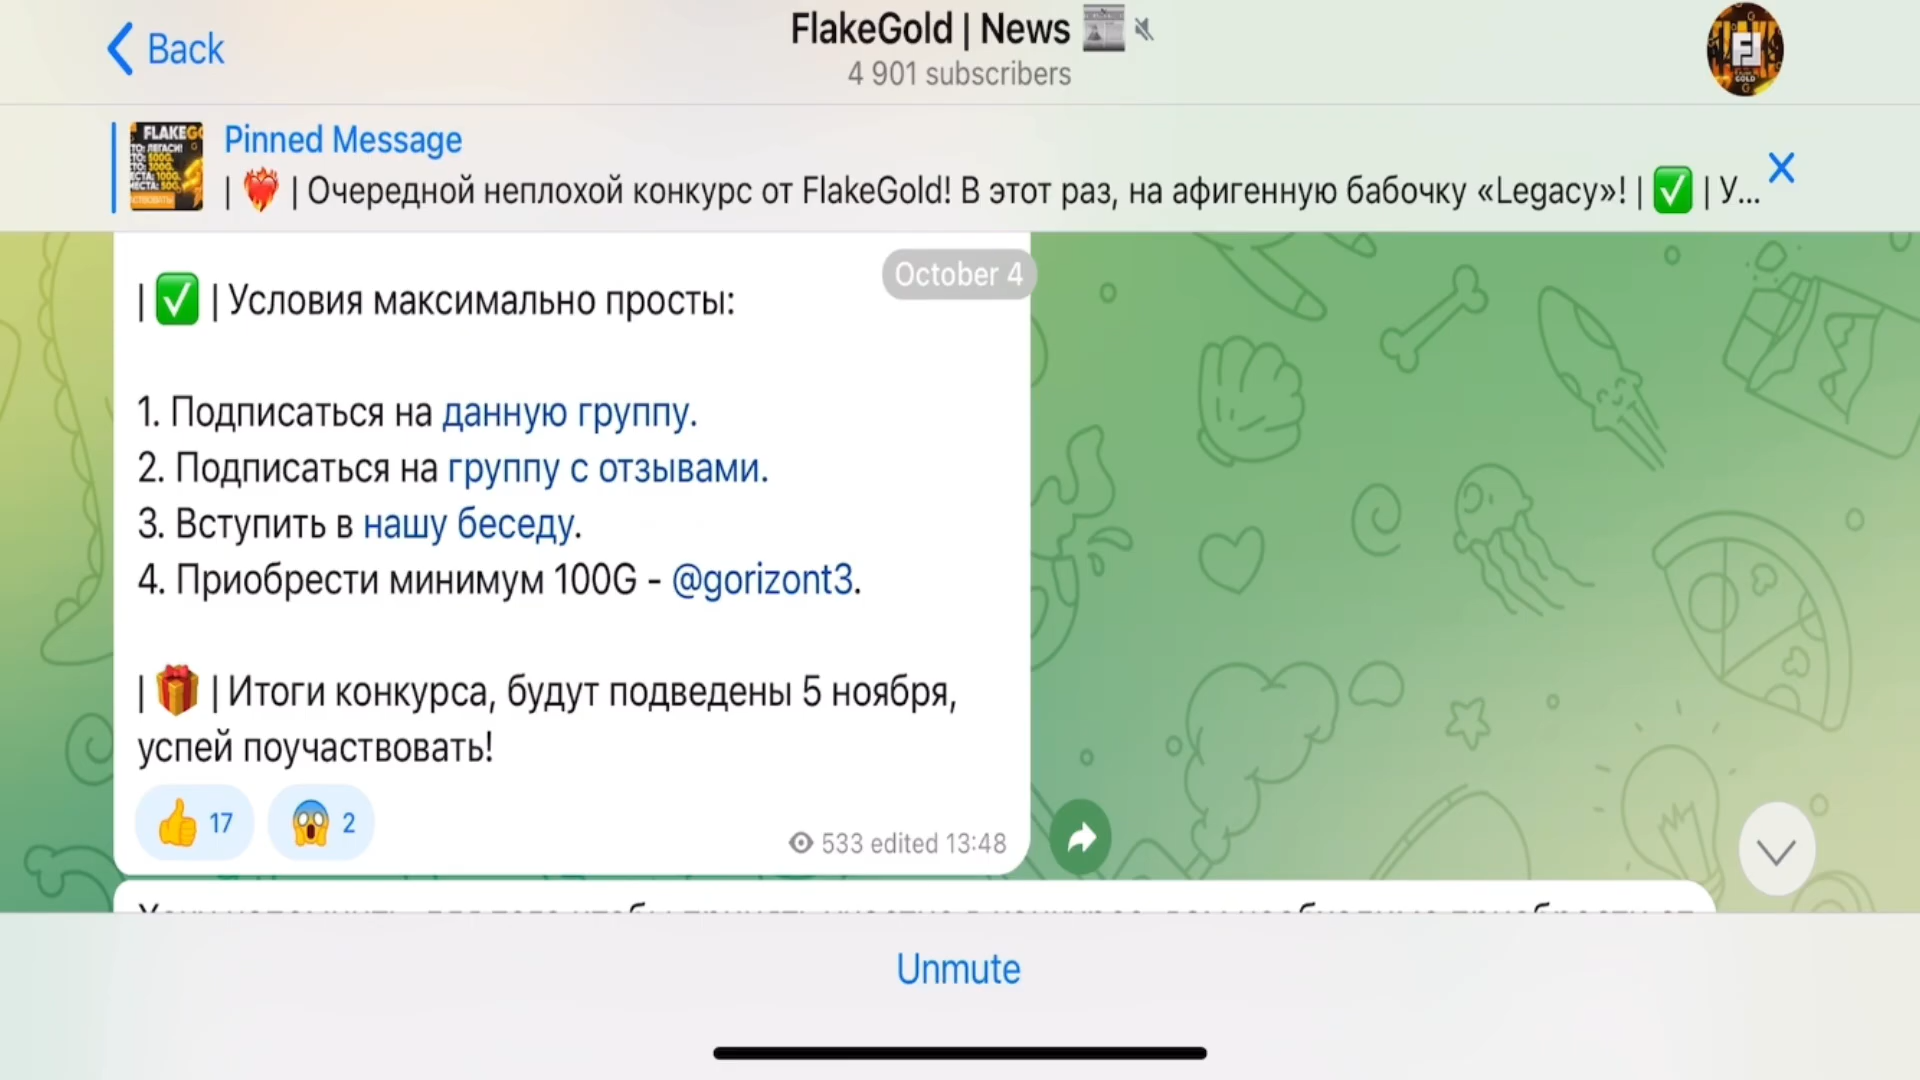 Back
FlakeGold | News
4 901 subscribers
Pinned Message
| ❤️‍🔥 | Очередной неплохой конкурс от FlakeGold! В этот раз, на афигенную бабочку «Legacy»! | ✅ | У...
October 4
| ✅ | Условия максимально просты:
1. Подписаться на данную группу.
2. Подписаться на группу с отзывами.
3. Вступить в нашу беседу.
4. Приобрести минимум 100G - @gorizont3.
| 🎁 | Итоги конкурса, будут подведены 5 ноября,
успей поучаствовать!
👍 17 😱 2
533 edited 13:48
Unmute